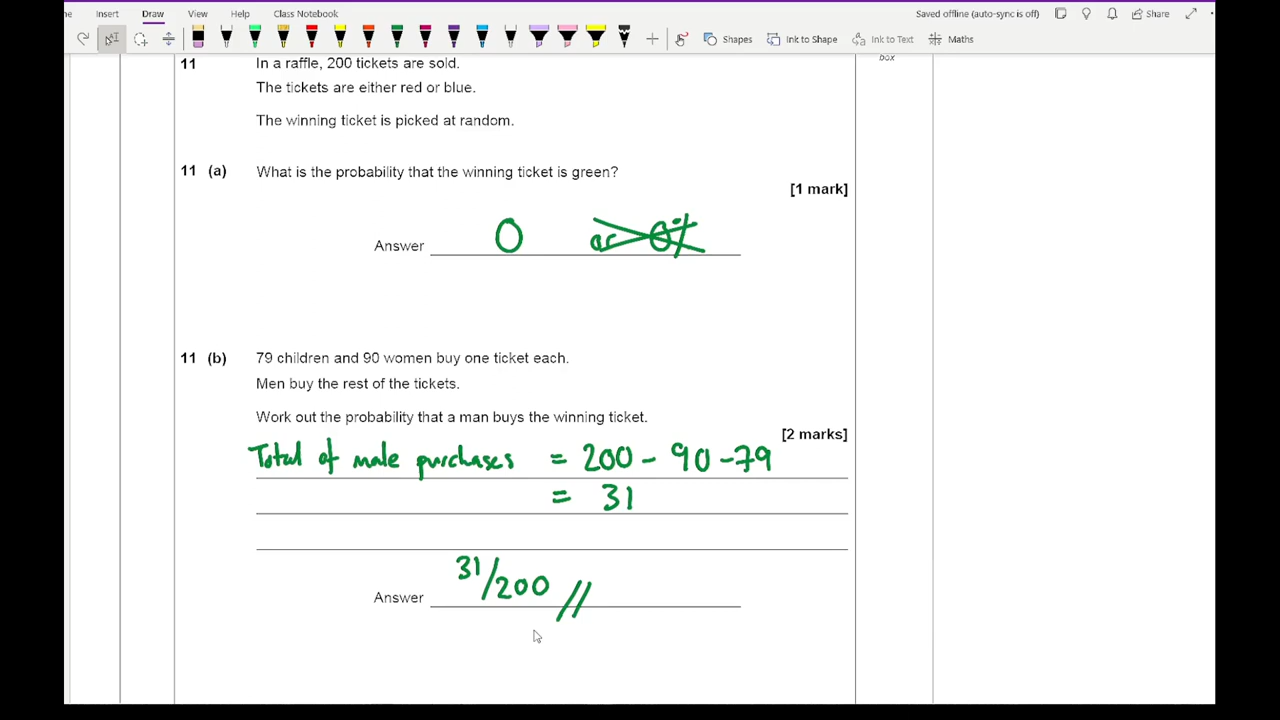 Insert Draw View Help Class Notebook Saved offline (auto-sync is off) Share
Shapes Ink to Shape Ink to Text Maths
box
11 In a raffle, 200 tickets are sold.
The tickets are either red or blue.
The winning ticket is picked at random.
11 (a) What is the probability that the winning ticket is green?
[1 mark]
Answer 0 or 0%
11 (b) 79 children and 90 women buy one ticket each.
Men buy the rest of the tickets.
Work out the probability that a man buys the winning ticket.
[2 marks]
Total of male purchases = 200 - 90 - 79
= 31
Answer 31/200 //